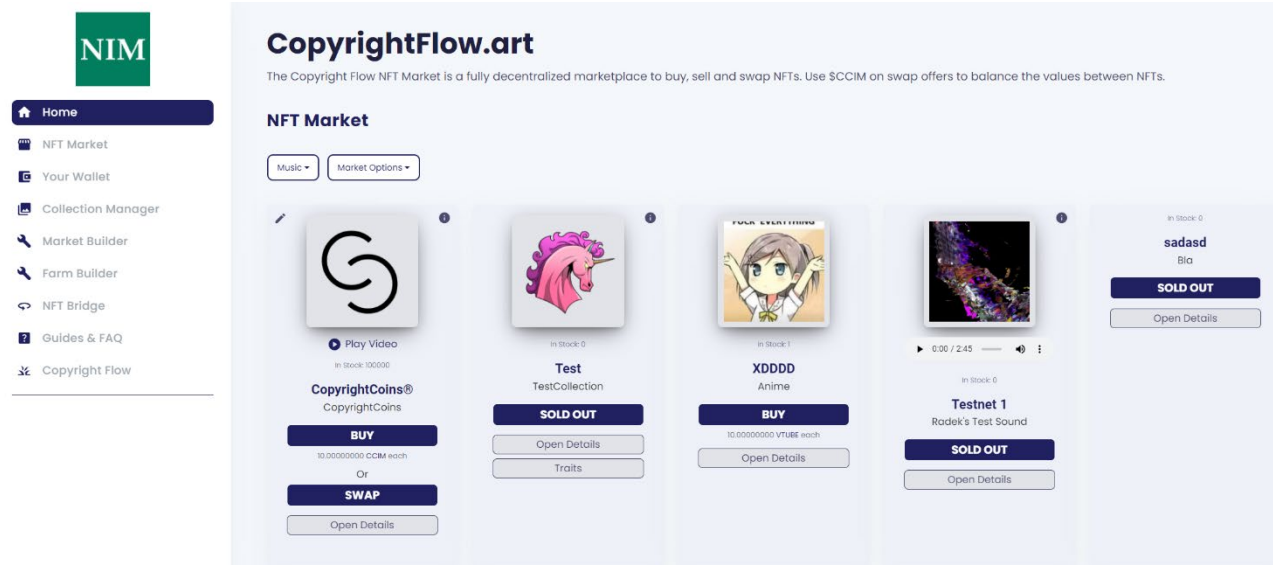 NIM
Home
NFT Market
Your Wallet
Collection Manager
Market Builder
Farm Builder
NFT Bridge
Guides & FAQ
Copyright Flow
CopyrightFlow.art
The Copyright Flow NFT Market is a fully decentralized marketplace to buy, sell and swap NFTs. Use $CCIM on swap offers to balance the values between NFTs.
NFT Market
Music
Market Options
Play Video
In Stock: 100000
CopyrightCoins®
CopyrightCoins
BUY
10.00000000 CCIM each
Or
SWAP
Open Details
In Stock: 0
Test
TestCollection
SOLD OUT
Open Details
Traits
FUCK EVERYTHING
In Stock: 1
XDDDD
Anime
BUY
10.00000000 VTUBE each
Open Details
0:00 / 2:45
In Stock: 0
Testnet 1
Radek's Test Sound
SOLD OUT
Open Details
In Stock: 0
sadasd
Bla
SOLD OUT
Open Details